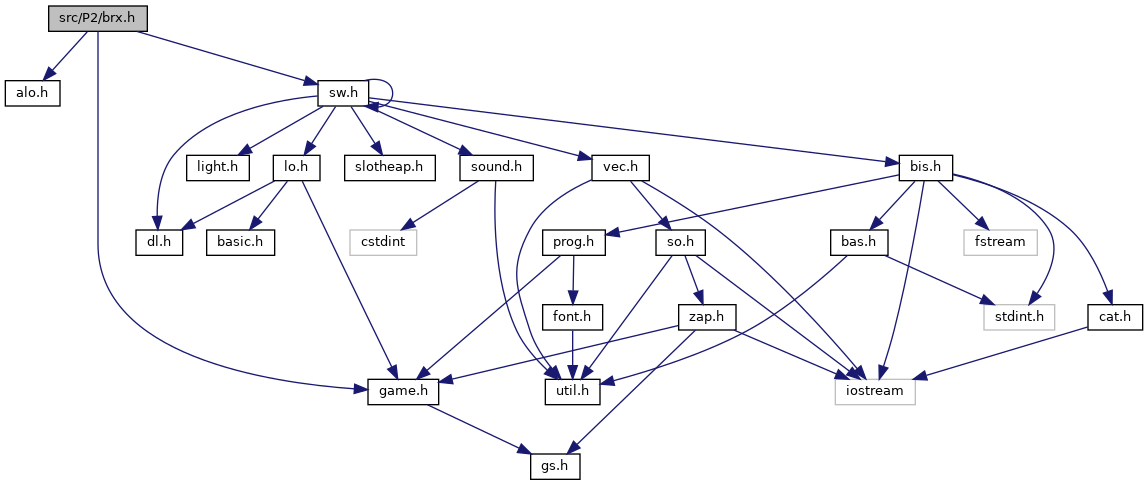 src/P2/brx.h
alo.h
sw.h
light.h
lo.h
slotheap.h
sound.h
vec.h
bis.h
dl.h
basic.h
cstdint
prog.h
so.h
bas.h
fstream
font.h
zap.h
stdint.h
cat.h
game.h
util.h
iostream
gs.h